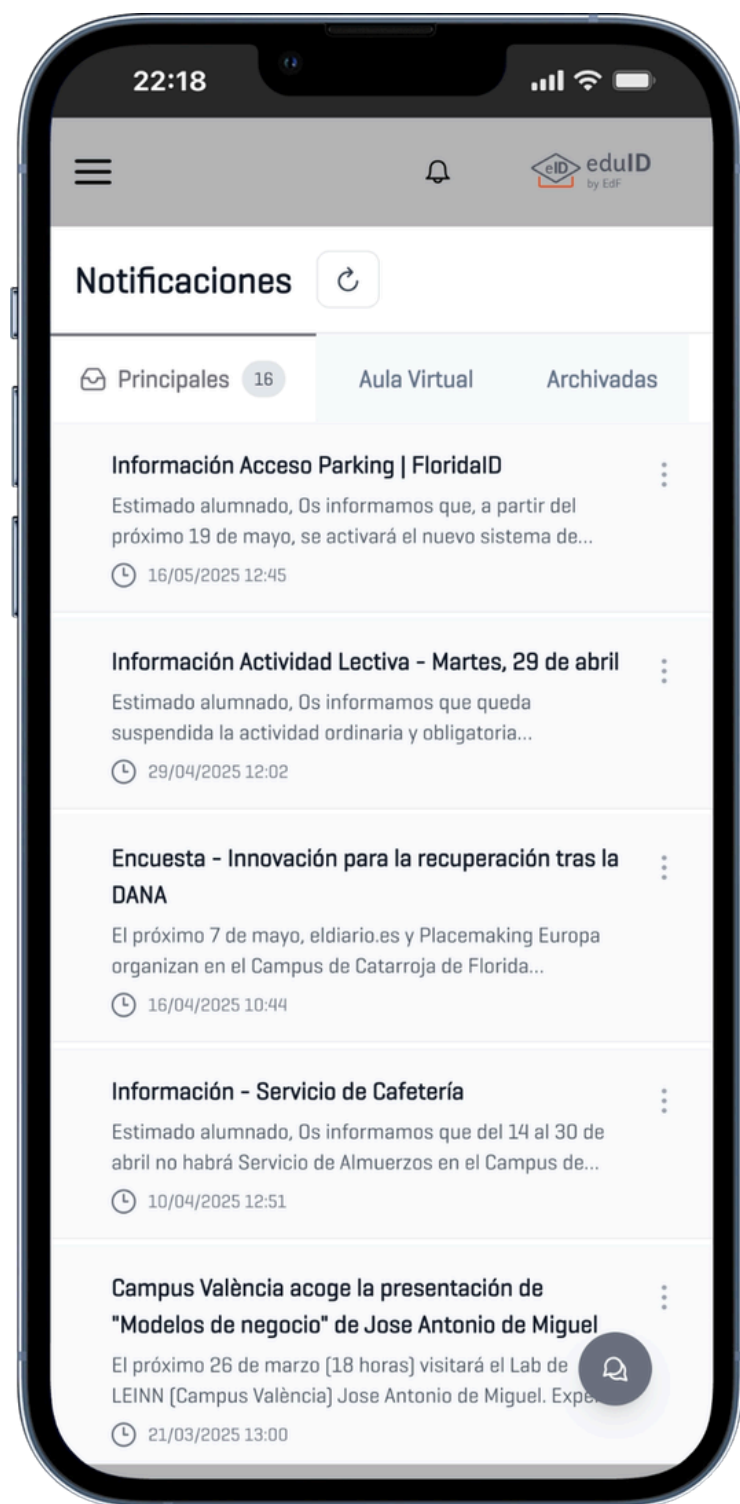 22:18
eID eduID
by EdF
Notificaciones
Principales 16 Aula Virtual Archivadas
Información Acceso Parking | FloridaID
Estimado alumnado, Os informamos que, a partir del
próximo 19 de mayo, se activará el nuevo sistema de...
16/05/2025 12:45
Información Actividad Lectiva - Martes, 29 de abril
Estimado alumnado, Os informamos que queda
suspendida la actividad ordinaria y obligatoria...
29/04/2025 12:02
Encuesta - Innovación para la recuperación tras la
DANA
El próximo 7 de mayo, eldiario.es y Placemaking Europa
organizan en el Campus de Catarroja de Florida...
16/04/2025 10:44
Información - Servicio de Cafetería
Estimado alumnado, Os informamos que del 14 al 30 de
abril no habrá Servicio de Almuerzos en el Campus de...
10/04/2025 12:51
Campus València acoge la presentación de
"Modelos de negocio" de Jose Antonio de Miguel
El próximo 26 de marzo (18 horas) visitará el Lab de
LEINN (Campus València) Jose Antonio de Miguel.
21/03/2025 13:00